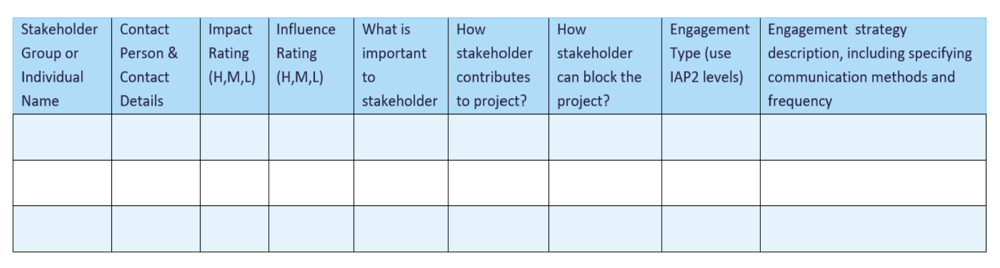 Stakeholder
Group or
Individual
Name
Contact
Person &
Contact
Details
Impact
Rating
(H,M,L)
Influence
Rating
(H,M,L)
What is
important
to
stakeholder
How
stakeholder
contributes
to project?
How
stakeholder
can block the
project?
Engagement
Type (use
IAP2 levels)
Engagement  strategy
description, including specifying
communication methods and
frequency